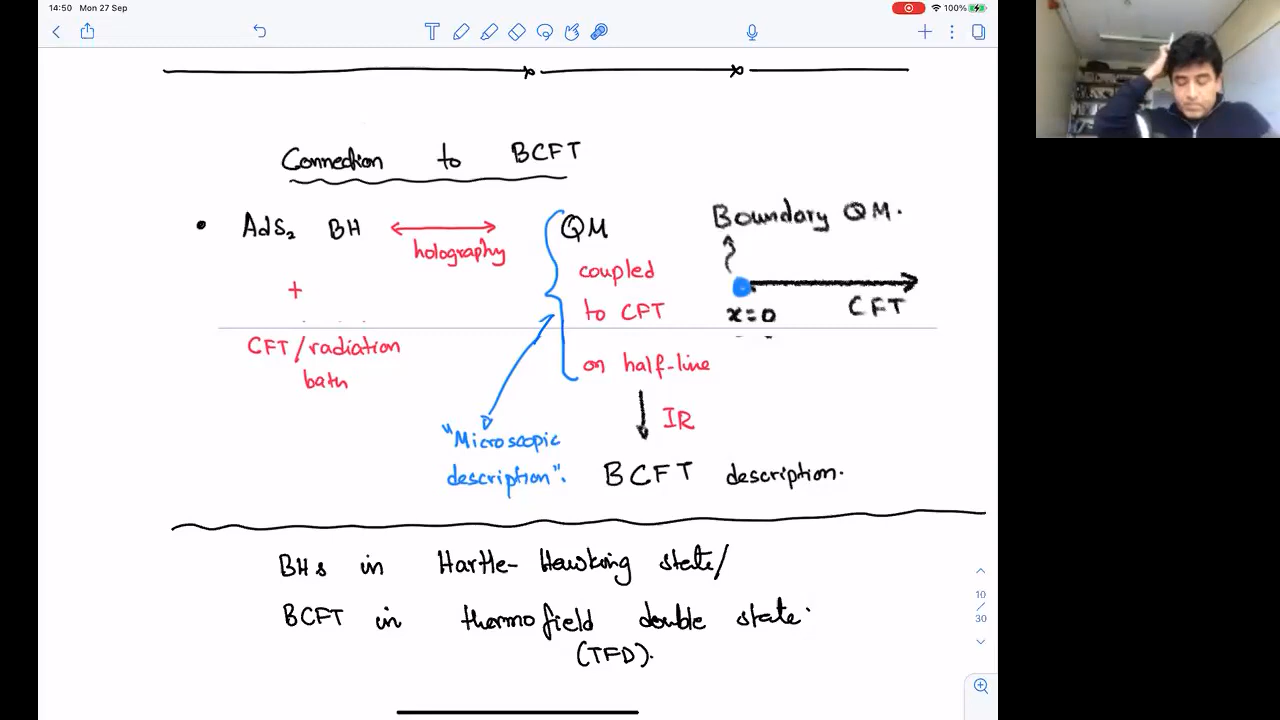 14:50 Mon 27 Sep
100%
Connection to BCFT
• AdS₂ BH
holography
+
CFT/radiation
bath
QM
coupled
to CFT
on half-line
Boundary QM.
x=0
CFT
IR
"Microscopic
description".
BCFT description.
BHs in Hartle-Hawking state/
BCFT in thermofield double state.
(TFD).
10
/
30